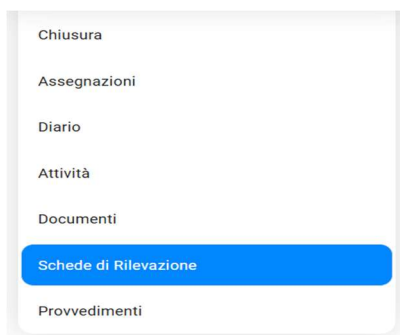 Chiusura
Assegnazioni
Diario
Attività
Documenti
Schede di Rilevazione
Provvedimenti